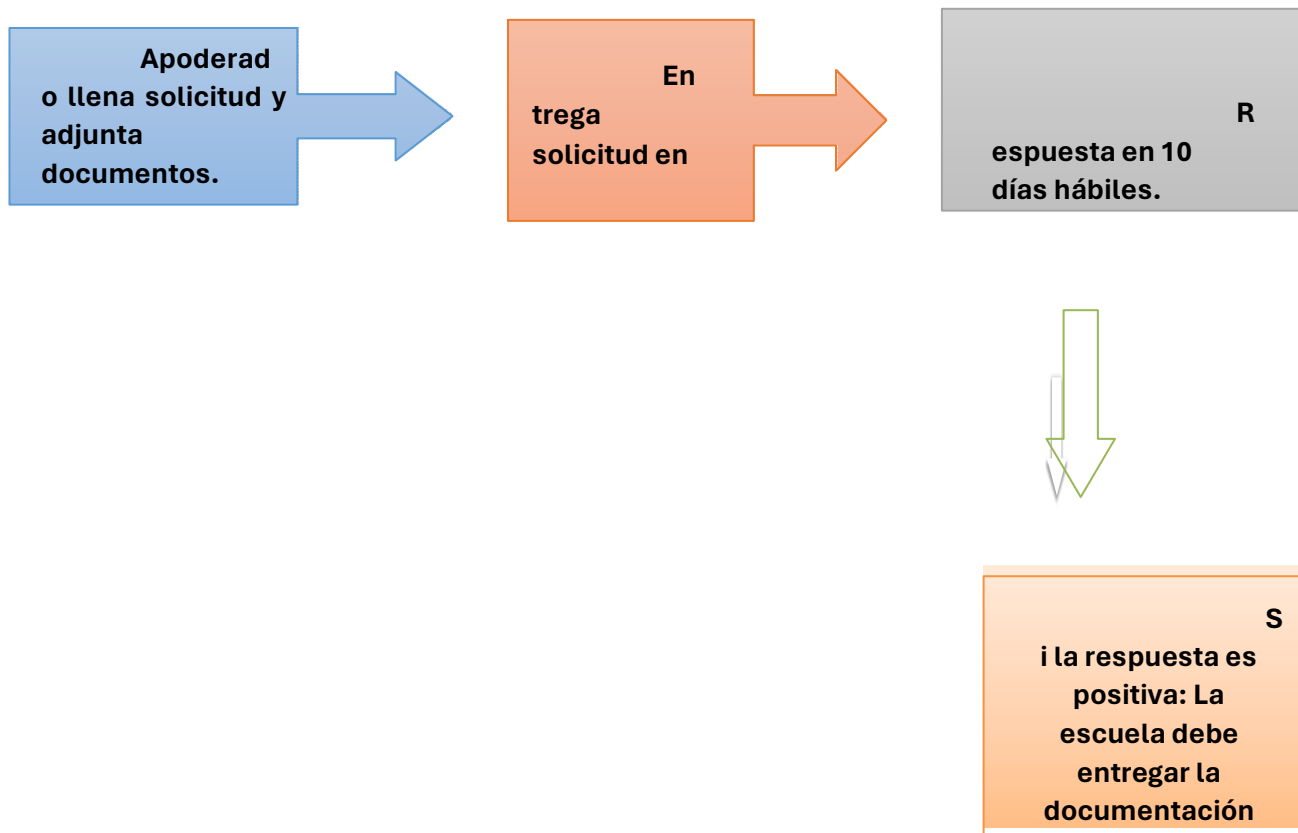 Apoderad
o llena solicitud y
adjunta
documentos.
En
trega
solicitud en
R
espuesta en 10
días hábiles.
S
i la respuesta es
positiva: La
escuela debe
entregar la
documentación